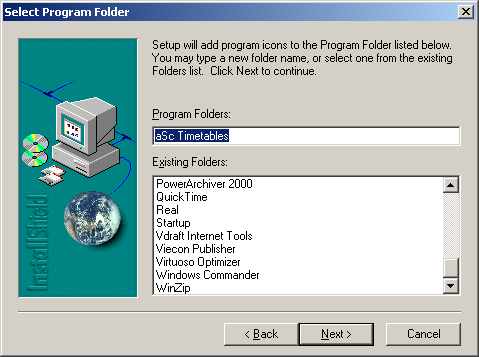 Select Program Folder
Setup will add program icons to the Program Folder listed below.
You may type a new folder name, or select one from the existing
Folders list. Click Next to continue.
Program Folders:
aSc Timetables
Existing Folders:
PowerArchiver 2000
QuickTime
Real
Startup
Vdraft Internet Tools
Viecon Publisher
Virtuoso Optimizer
Windows Commander
WinZip
InstallShield
< Back
Next >
Cancel